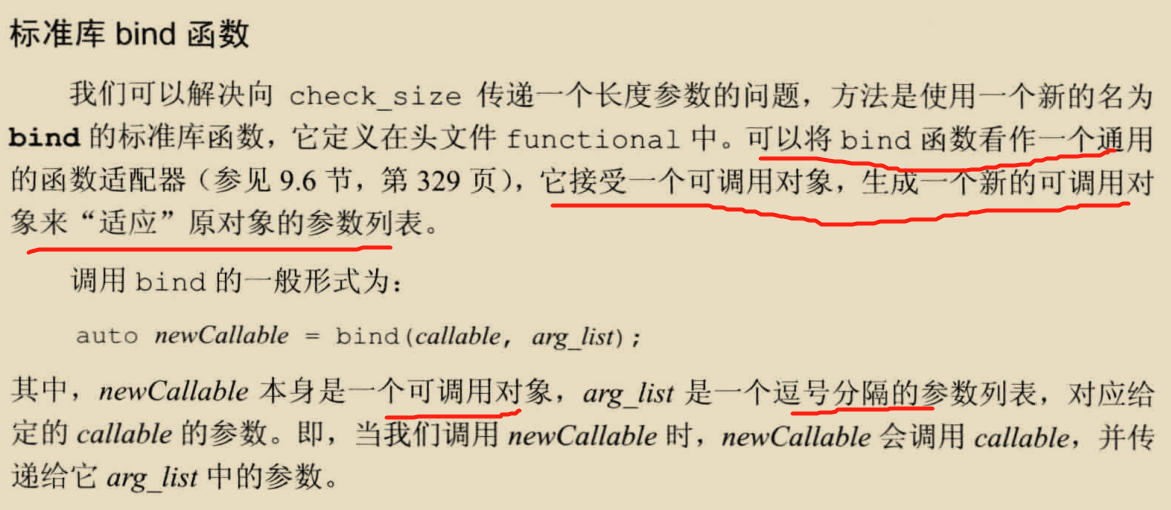 标准库 bind 函数
我们可以解决向 check_size 传递一个长度参数的问题，方法是使用一个新的名为
bind 的标准库函数，它定义在头文件 functional 中。可以将 bind 函数看作一个通用
的函数适配器（参见 9.6 节，第 329 页），它接受一个可调用对象，生成一个新的可调用对
象来“适应”原对象的参数列表。
调用 bind 的一般形式为：
auto newCallable = bind(callable, arg_list);
其中，newCallable 本身是一个可调用对象，arg_list 是一个逗号分隔的参数列表，对应给
定的 callable 的参数。即，当我们调用 newCallable 时，newCallable 会调用 callable，并传
递给它 arg_list 中的参数。